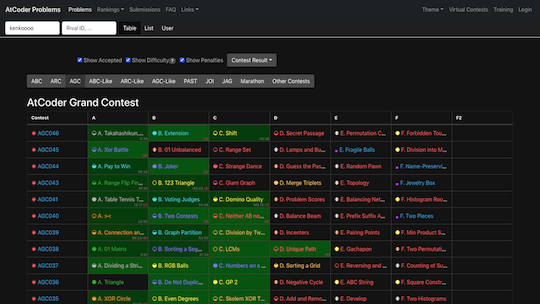 AtCoder Problems Problems Rankings Submissions FAQ Links Theme Virtual Contests Training Login
kenkoooo Rival ID, ... Table List User
Show Accepted Show Difficulty Show Penalties Contest Result
ABC ARC AGC ABC-Like ARC-Like AGC-Like PAST JOI JAG Marathon Other Contests
AtCoder Grand Contest
Contest A B C D E F F2
AGC046 A. Takahashikun, ... B. Extension C. Shift D. Secret Passage E. Permutation C... F. Forbidden Tou...
AGC045 A. Xor Battle B. 01 Unbalanced C. Range Set D. Lamps and Bu... E. Fragile Balls F. Division into M...
AGC044 A. Pay to Win B. Joker C. Strange Dance D. Guess the Pas... E. Random Pawn F. Name-Preservi...
AGC043 A. Range Flip Fin... B. 123 Triangle C. Giant Graph D. Merge Triplets E. Topology F. Jewelry Box
AGC041 A. Table Tennis T... B. Voting Judges C. Domino Quality D. Problem Scores E. Balancing Net... F. Histogram Roo...
AGC040 A. >< B. Two Contests C. Neither AB no... D. Balance Beam E. Prefix Suffix A... F. Two Pieces
AGC039 A. Connection an... B. Graph Partition C. Division by Tw... D. Incenters E. Pairing Points F. Min Product S...
AGC038 A. 01 Matrix B. Sorting a Seg... C. LCMs D. Unique Path E. Gachapon F. Two Permutati...
AGC037 A. Dividing a Stri... B. RGB Balls C. Numbers on a ... D. Sorting a Grid E. Reversing and ... F. Counting of Su...
AGC036 A. Triangle B. Do Not Duplic... C. GP 2 D. Negative Cycle E. ABC String F. Square Constr...
AGC035 A. XOR Circle B. Even Degrees C. Skolem XOR T... D. Add and Remo... E. Develop F. Two Histograms